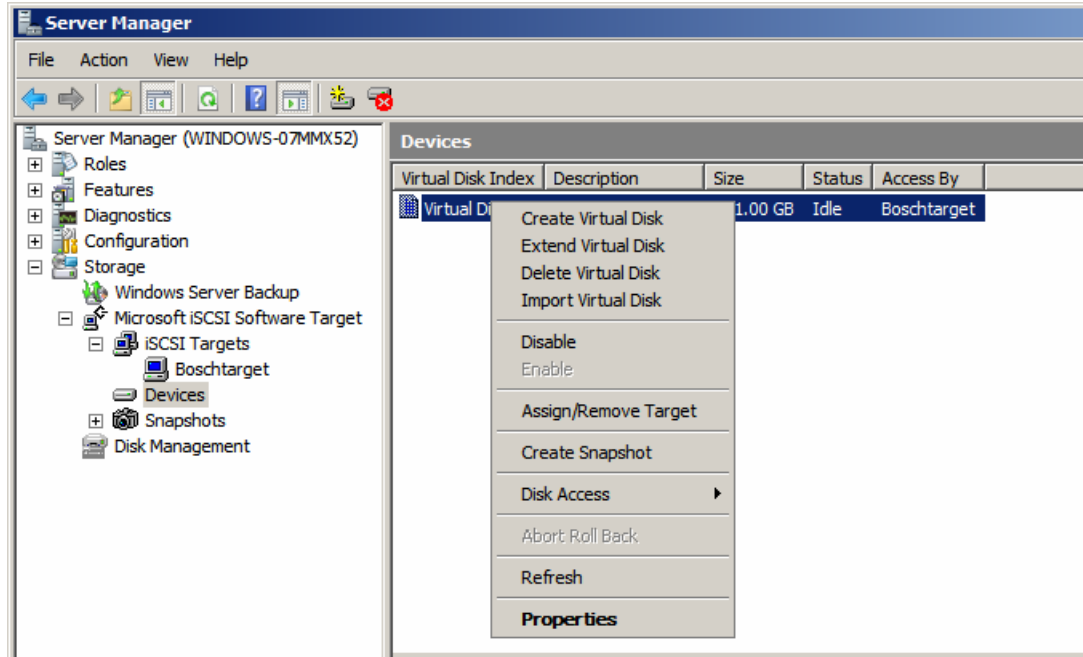 Server Manager
File Action View Help
Server Manager (WINDOWS-07MMX52)
Roles
Features
Diagnostics
Configuration
Storage
Windows Server Backup
Microsoft iSCSI Software Target
iSCSI Targets
Boschtarget
Devices
Snapshots
Disk Management
Devices
Virtual Disk Index Description Size Status Access By
Virtual 1.00 GB Idle Boschtarget
Create Virtual Disk
Extend Virtual Disk
Delete Virtual Disk
Import Virtual Disk
Disable
Enable
Assign/Remove Target
Create Snapshot
Disk Access
Abort Roll Back
Refresh
Properties